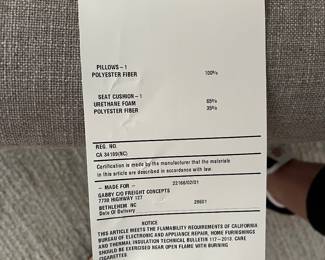 PILLOWS – 1
POLYESTER FIBER 100%
SEAT CUSHION – 1
URETHANE FOAM 65%
POLYESTER FIBER 35%
REG. NO.
CA 34199(NC)
Certification is made by the manufacturer that the materials
in this article are described in accordance with law.
– MADE FOR – 22166/02/01
GABBY C/O FREIGHT CONCEPTS
7739 HIGHWAY 127
BETHLEHEM NC 28601
Date Of Delivery
NOTICE
THIS ARTICLE MEETS THE FLAMABILITY REQUIREMENTS OF CALIFORNIA
BUREAU OF ELECTRONIC AND APPLIANCE REPAIR, HOME FURNISHINGS
AND THERMAL INSULATION TECHNICAL BULLETIN 117 – 2013. CARE
SHOULD BE EXERCISED NEAR OPEN FLAME WITH BURNING
CIGARETTES